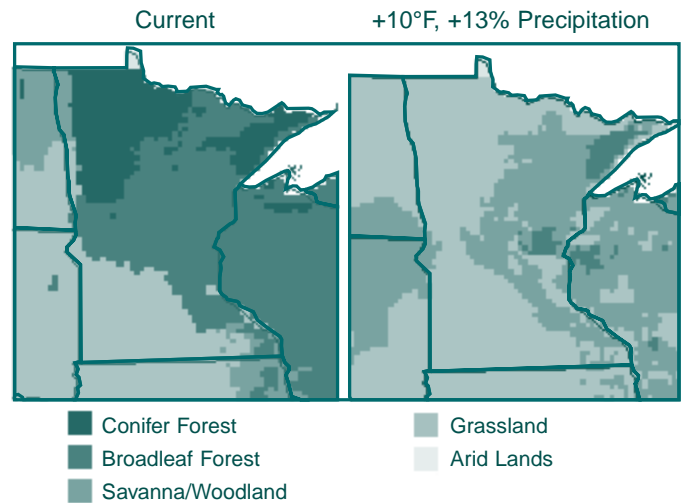 Current
+10°F, +13% Precipitation
Conifer Forest
Broadleaf Forest
Savanna/Woodland
Grassland
Arid Lands